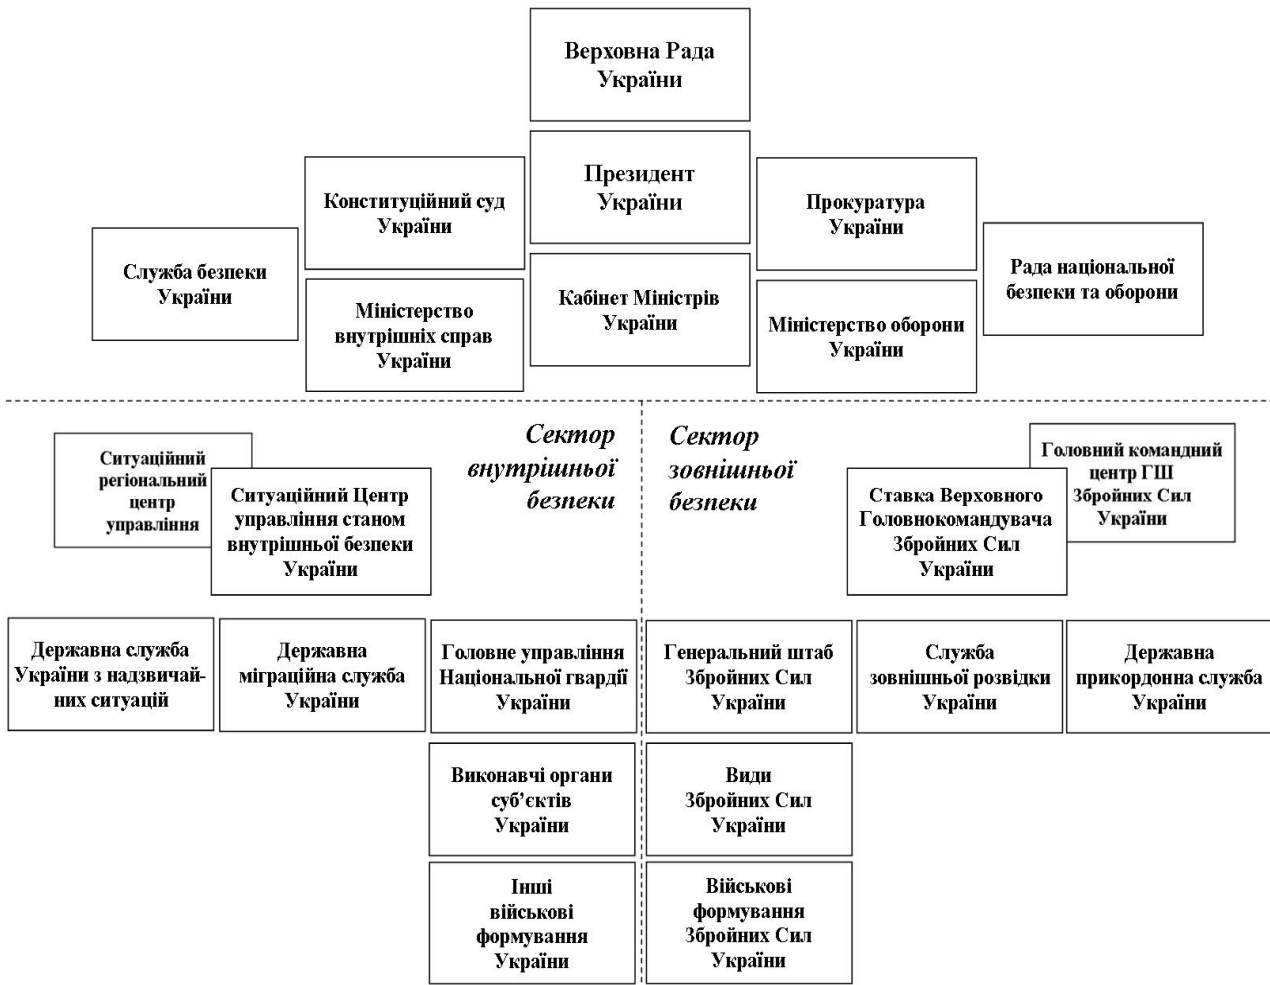 Верховна Рада
України
Президент
України
Конституційний суд
України
Прокуратура
України
Служба безпеки
України
Рада національної
безпеки та оборони
Міністерство
внутрішніх справ
України
Кабінет Міністрів
України
Міністерство оборони
України
Сектор
внутрішньої
безпеки
Сектор
зовнішньої
безпеки
Ситуаційний
регіональний
центр
управління
Ситуаційний Центр
управління станом
внутрішньої безпеки
України
Ставка Верховного
Головнокомандувача
Збройних Сил
України
Головний командний
центр ГШ
Збройних Сил
України
Державна служба
України з надзвичай-
них ситуацій
Державна
міграційна служба
України
Головне управління
Національної гвардії
України
Генеральний штаб
Збройних Сил
України
Служба
зовнішньої розвідки
України
Державна
прикордонна служба
України
Виконавчі органи
суб’єктів
України
Види
Збройних Сил
України
Інші
військові
формування
України
Військові
формування
Збройних Сил
України